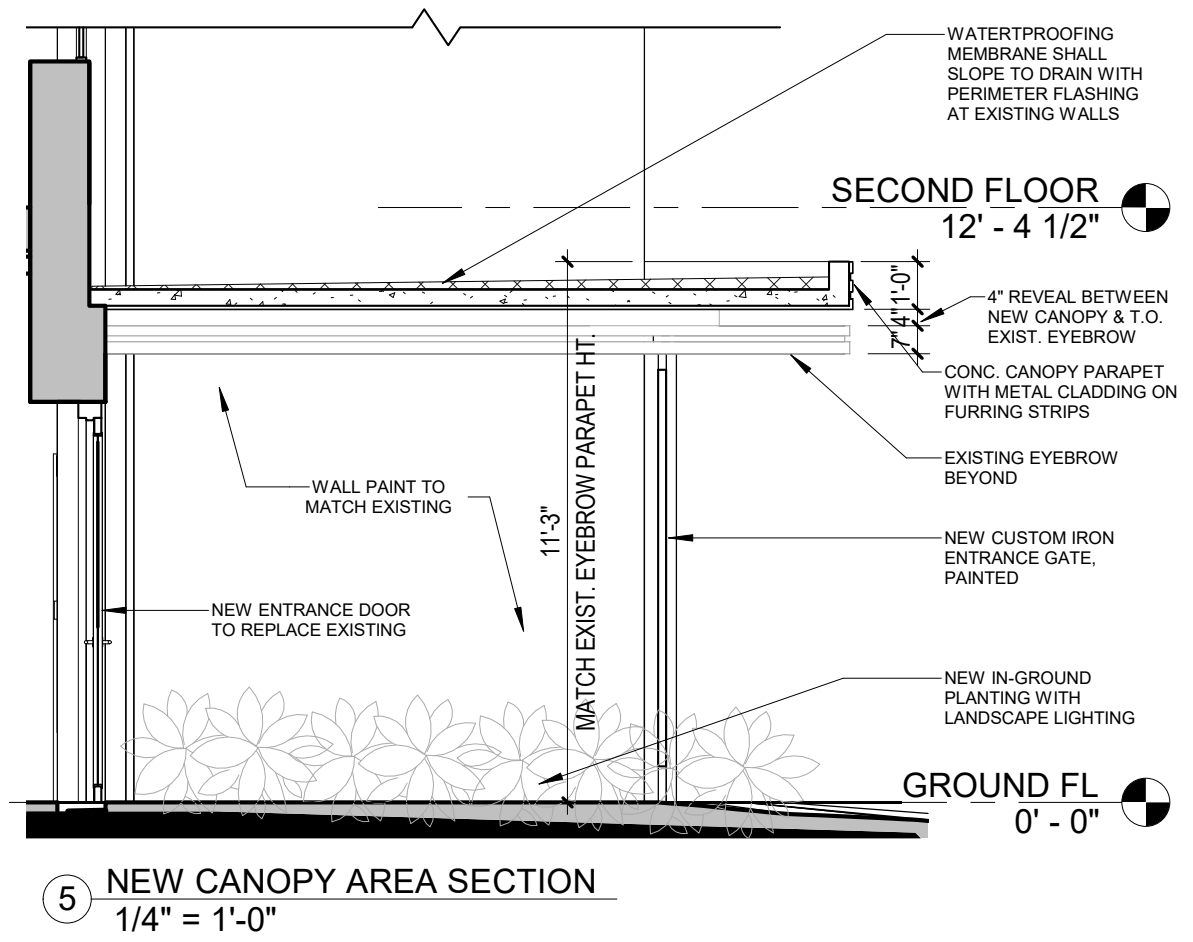 WATERTPROOFING
MEMBRANE SHALL
SLOPE TO DRAIN WITH
PERIMETER FLASHING
AT EXISTING WALLS
SECOND FLOOR
12' - 4 1/2"
1'-0"
4"
7"
4" REVEAL BETWEEN
NEW CANOPY & T.O.
EXIST. EYEBROW
CONC. CANOPY PARAPET
WITH METAL CLADDING ON
FURRING STRIPS
EXISTING EYEBROW
BEYOND
WALL PAINT TO
MATCH EXISTING
11'-3"
MATCH EXIST. EYEBROW PARAPET HT.
NEW CUSTOM IRON
ENTRANCE GATE,
PAINTED
NEW ENTRANCE DOOR
TO REPLACE EXISTING
NEW IN-GROUND
PLANTING WITH
LANDSCAPE LIGHTING
GROUND FL
0' - 0"
5
NEW CANOPY AREA SECTION
1/4" = 1'-0"